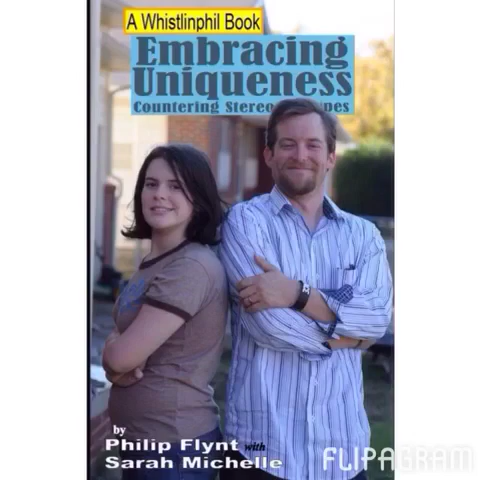 A Whistlinphil Book
Embracing
Uniqueness
Countering
by
Philip Flynt with
Sarah Michelle
FLIPAGRAM